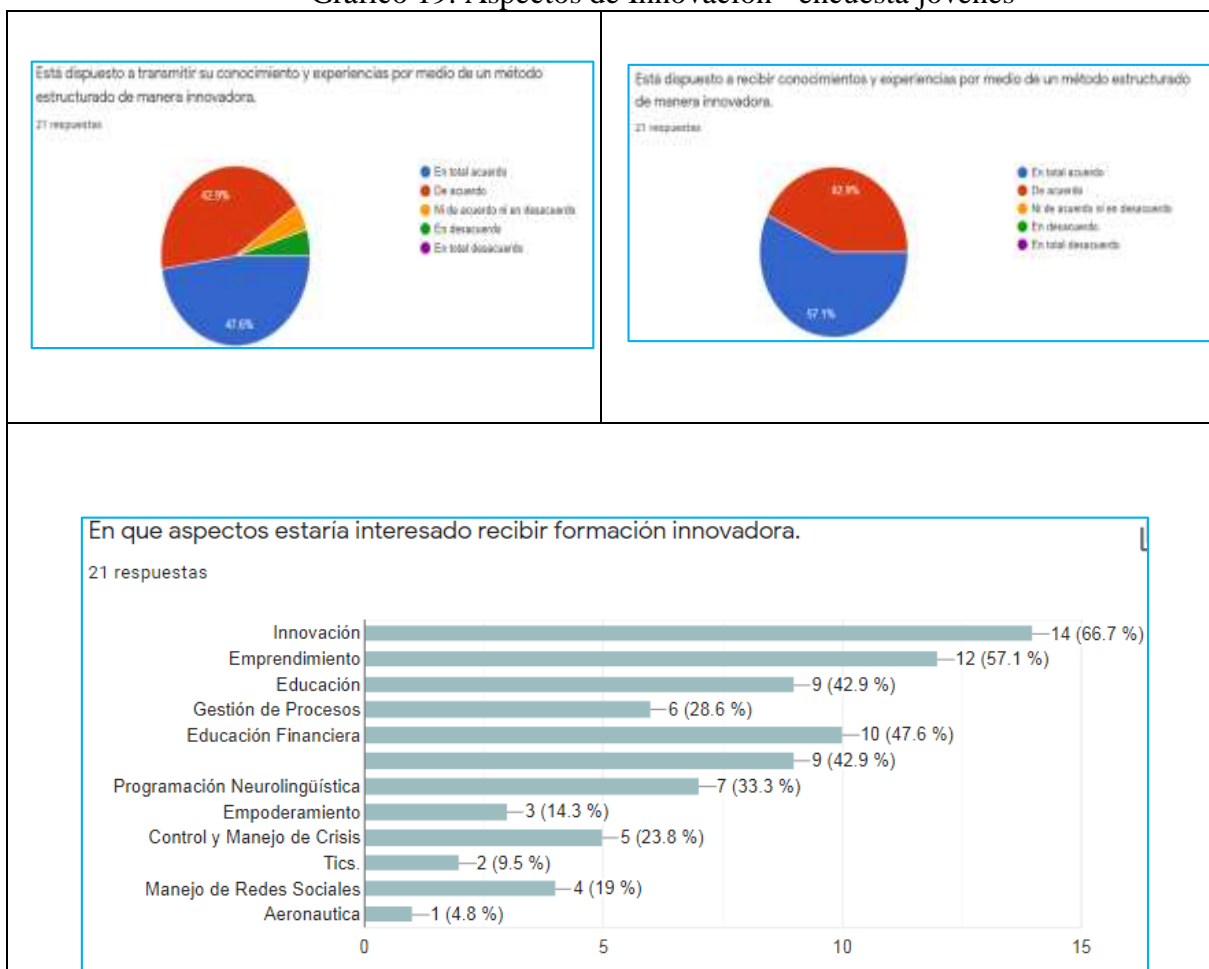 Gráfico 19. Aspectos de Innovación - encuesta jóvenes
Está dispuesto a transmitir su conocimiento y experiencias por medio de un método
estructurado de manera innovadora.
21 respuestas
En total acuerdo
De acuerdo
Ni de acuerdo ni en desacuerdo
En desacuerdo
En total desacuerdo
42.9%
47.6%
Está dispuesto a recibir conocimientos y experiencias por medio de un método estructurado
de manera innovadora.
21 respuestas
En total acuerdo
De acuerdo
Ni de acuerdo ni en desacuerdo
En desacuerdo
En total desacuerdo
42.9%
57.1%
En que aspectos estaría interesado recibir formación innovadora.
21 respuestas
Innovación 14 (66.7 %)
Emprendimiento 12 (57.1 %)
Educación 9 (42.9 %)
Gestión de Procesos 6 (28.6 %)
Educación Financiera 10 (47.6 %)
9 (42.9 %)
Programación Neurolingüística 7 (33.3 %)
Empoderamiento 3 (14.3 %)
Control y Manejo de Crisis 5 (23.8 %)
Tics. 2 (9.5 %)
Manejo de Redes Sociales 4 (19 %)
Aeronautica 1 (4.8 %)
0 5 10 15